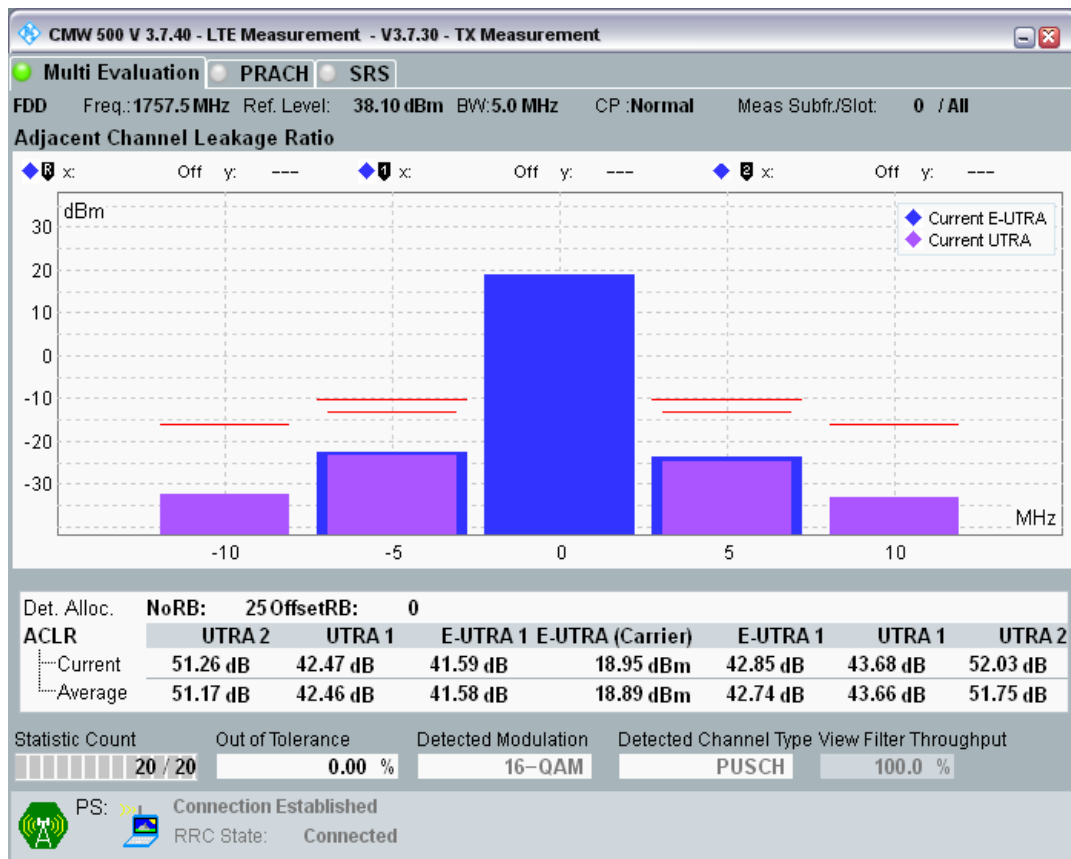 CMW 500 V 3.7.40 - LTE Measurement - V3.7.30 - TX Measurement
Multi Evaluation PRACH SRS
FDD Freq.:1757.5 MHz Ref. Level: 38.10 dBm BW:5.0 MHz CP :Normal Meas Subfr./Slot: 0 / All
Adjacent Channel Leakage Ratio
R x: Off y: --- 1 x: Off y: --- 2 x: Off y: ---
dBm
Current E-UTRA
Current UTRA
30
20
10
0
-10
-20
-30
MHz
-10 -5 0 5 10
Det. Alloc. NoRB: 25 OffsetRB: 0
ACLR UTRA 2 UTRA 1 E-UTRA 1 E-UTRA (Carrier) E-UTRA 1 UTRA 1 UTRA 2
Current 51.26 dB 42.47 dB 41.59 dB 18.95 dBm 42.85 dB 43.68 dB 52.03 dB
Average 51.17 dB 42.46 dB 41.58 dB 18.89 dBm 42.74 dB 43.66 dB 51.75 dB
Statistic Count Out of Tolerance Detected Modulation Detected Channel Type View Filter Throughput
20 / 20 0.00 % 16-QAM PUSCH 100.0 %
PS: Connection Established
RRC State: Connected